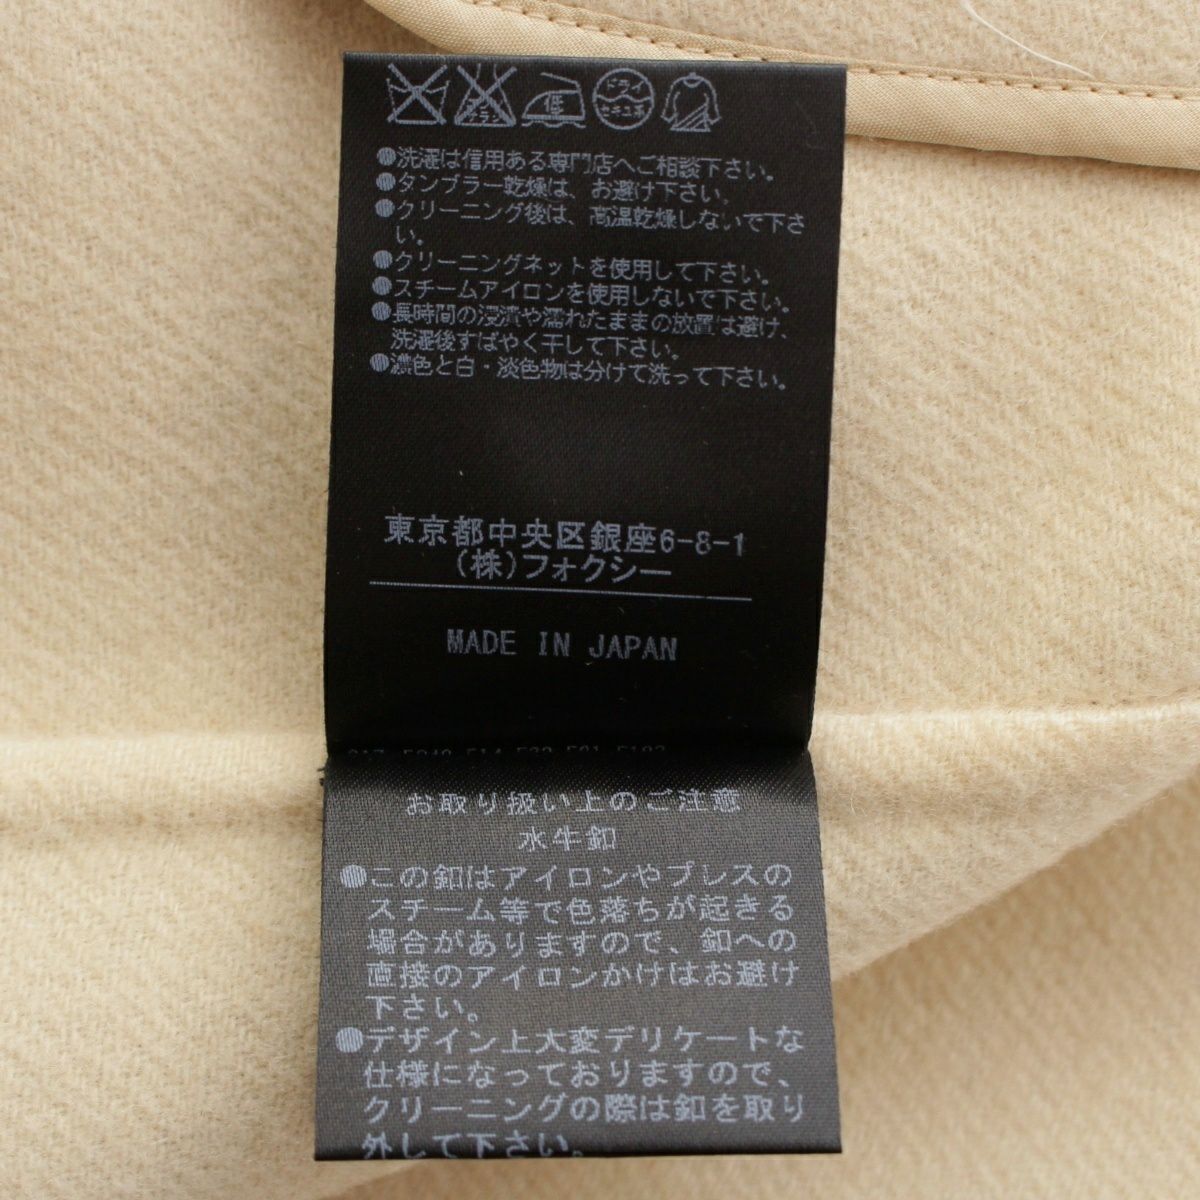 低
ドライ
セキユ系
●洗濯は信用ある専門店へご相談下さい。
●タンブラー乾燥は、お避け下さい。
●クリーニング後は、高温乾燥しないで下さ
い。
●クリーニングネットを使用して下さい。
●スチームアイロンを使用しないで下さい。
●長時間の浸漬や濡れたままの放置は避け、
洗濯後すばやく干して下さい。
●濃色と白・淡色物は分けて洗って下さい。
東京都中央区銀座6-8-1
(株)フォクシー
MADE IN JAPAN
お取り扱い上のご注意
水牛釦
●この釦はアイロンやプレスの
スチーム等で色落ちが起きる
場合がありますので、釦への
直接のアイロンかけはお避け
下さい。
●デザイン上大変デリケートな
仕様になっておりますので、
クリーニングの際は釦を取り
外して下さい。